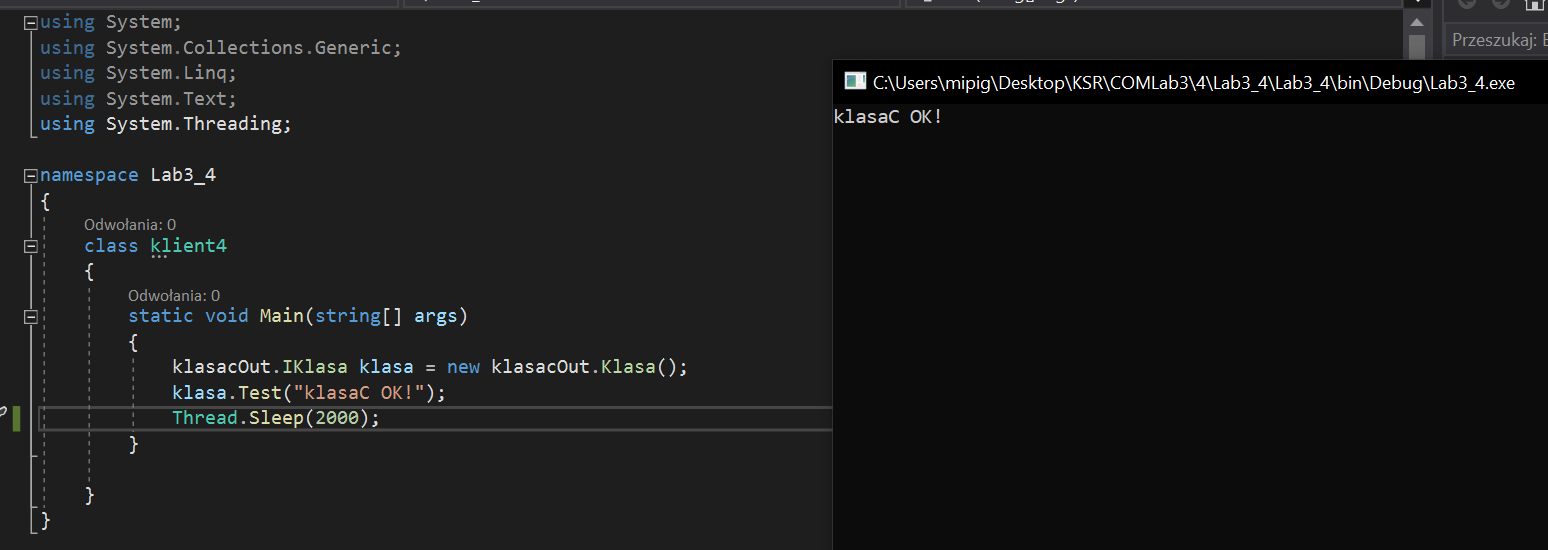 using System;
using System.Collections.Generic;
using System.Linq;
using System.Text;
using System.Threading;
namespace Lab3_4
{
Odwołania: 0
class klient4
{
Odwołania: 0
static void Main(string[] args)
{
klasacOut.IKlasa klasa = new klasacOut.Klasa();
klasa.Test("klasaC OK!");
Thread.Sleep(2000);
}
}
}
Przeszukaj:
C:\Users\mipig\Desktop\KSR\COMLab3\4\Lab3_4\Lab3_4\bin\Debug\Lab3_4.exe
klasaC OK!